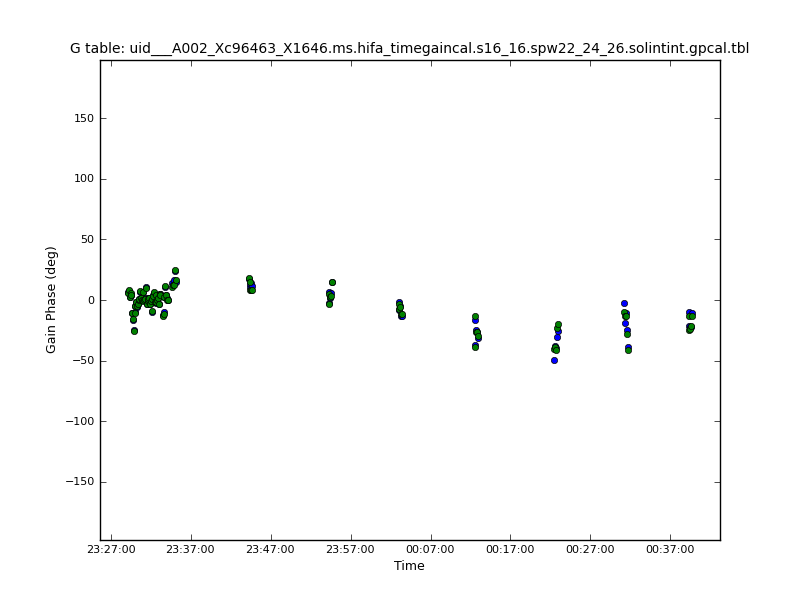 G table: uid___A002_Xc96463_X1646.ms.hifa_timegaincal.s16_16.spw22_24_26.solintint.gpcal.tbl
150
100
50
0
−50
−100
−150
Gain Phase (deg)
23:27:00 23:37:00 23:47:00 23:57:00 00:07:00 00:17:00 00:27:00 00:37:00
Time